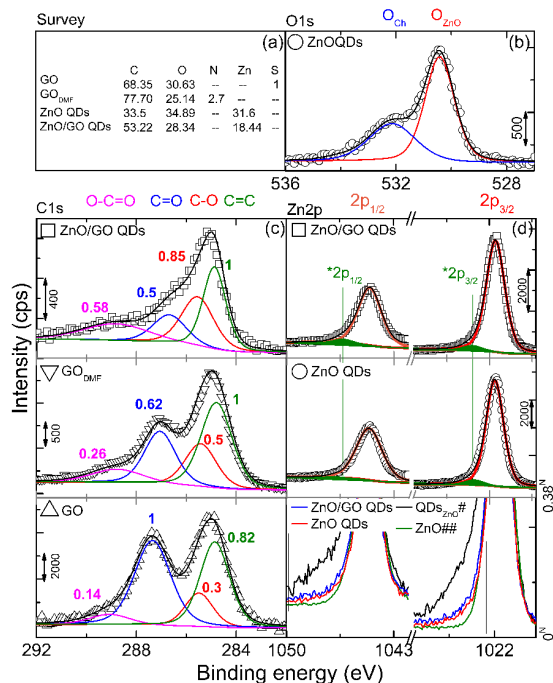 Survey
O1s
O_Ch
O_ZnO
(a)
C O N Zn S
GO 68.35 30.63 -- -- 1
GO_DMF 77.70 25.14 2.7 -- --
ZnO QDs 33.5 34.89 -- 31.6 --
ZnO/GO QDs 53.22 28.34 -- 18.44 --
ZnOQDs
(b)
500
536 532 528
O-C=O C=O C-O C=C
2p1/2
2p3/2
C1s
(c)
Zn2p
(d)
ZnO/GO QDs
0.85
1
0.5
0.58
400
ZnO/GO QDs
*2p1/2
*2p3/2
2000
GO_DMF
0.62
1
0.5
0.26
500
ZnO QDs
2000
GO
1
0.82
0.3
0.14
2000
ZnO/GO QDs
ZnO QDs
QDs_ZnO#
ZnO##
0.38^N
0^N
Intensity (cps)
292 288 284 1050 1043 1022
Binding energy (eV)